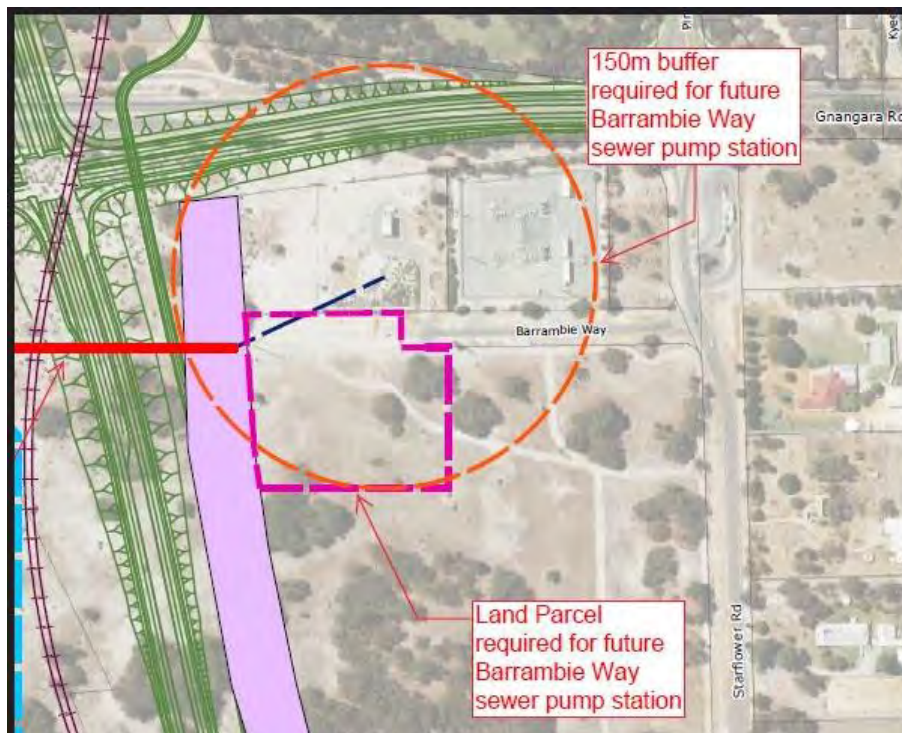 150m buffer
required for future
Barrambie Way
sewer pump station
Gnangara Rd
Barrambie Way
Starflower Rd
Land Parcel
required for future
Barrambie Way
sewer pump station